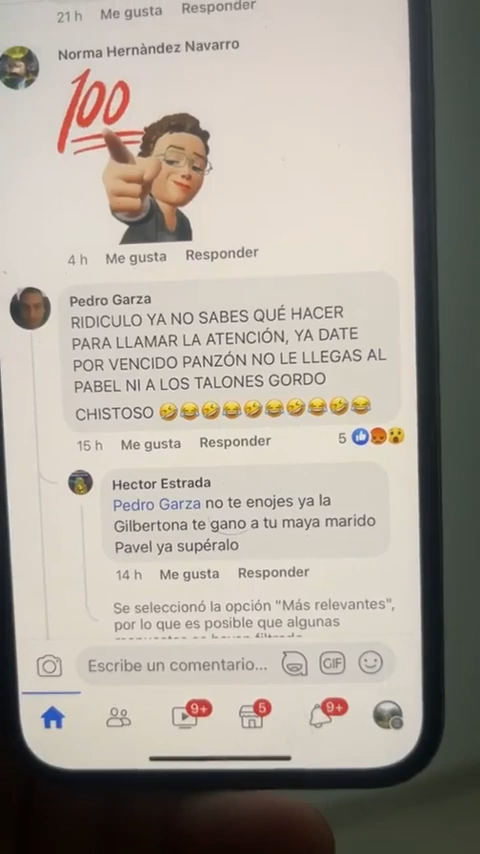 21 h Me gusta Responder
Norma Hernàndez Navarro
100
4 h Me gusta Responder
Pedro Garza
RIDICULO YA NO SABES QUÉ HACER
PARA LLAMAR LA ATENCIÓN, YA DATE
POR VENCIDO PANZÓN NO LE LLEGAS AL
PABEL NI A LOS TALONES GORDO
CHISTOSO 🤣😂🤣😂🤣😂🤣😂🤣😂
15 h Me gusta Responder 5
Hector Estrada
Pedro Garza no te enojes ya la
Gilbertona te gano a tu maya marido
Pavel ya supéralo
14 h Me gusta Responder
Se seleccionó la opción "Más relevantes",
por lo que es posible que algunas
Escribe un comentario... GIF
9+ 5 9+